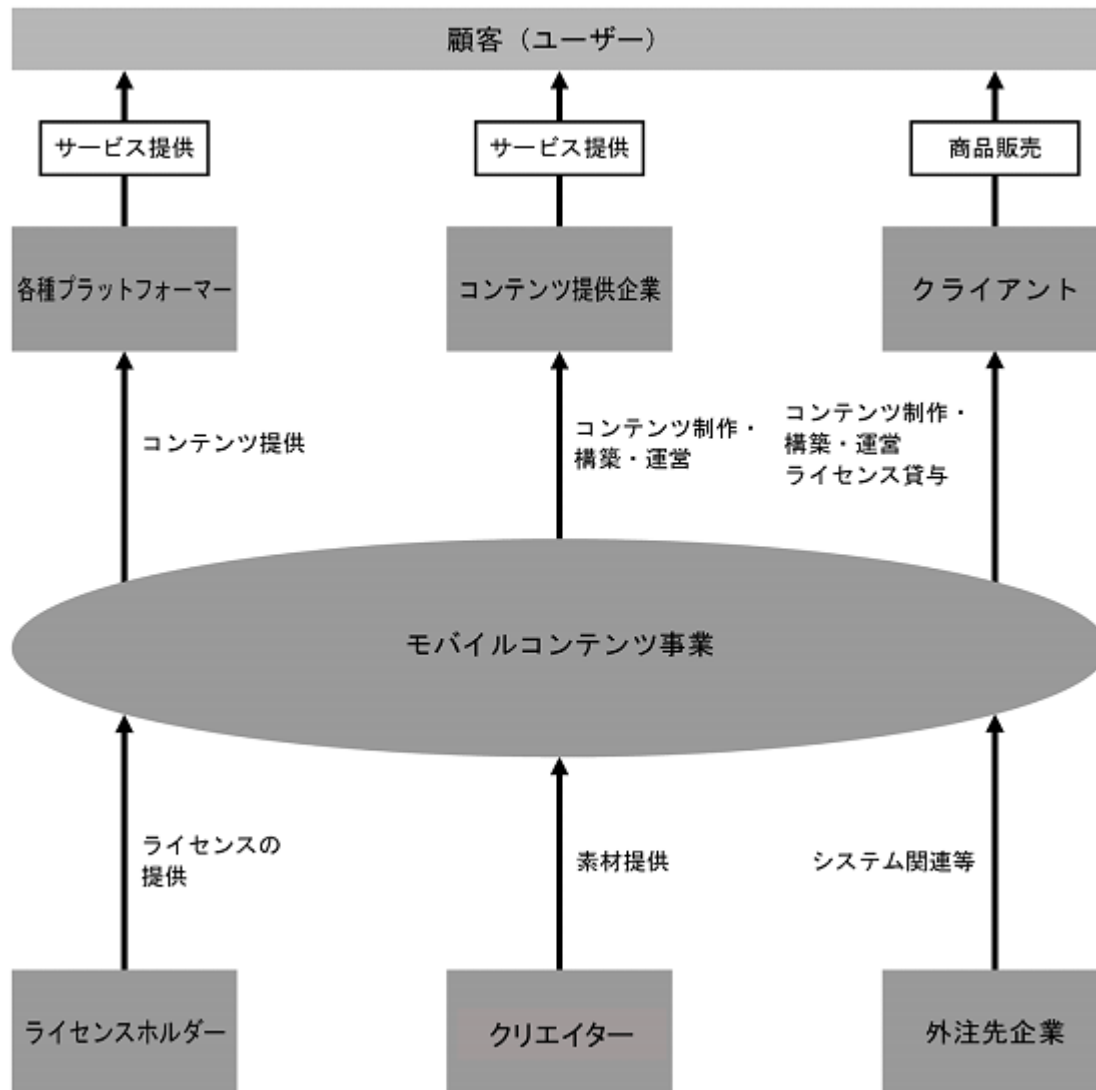 顧客（ユーザー）
サービス提供
サービス提供
商品販売
各種プラットフォーマー
コンテンツ提供企業
クライアント
コンテンツ提供
コンテンツ制作・
構築・運営
コンテンツ制作・
構築・運営
ライセンス貸与
モバイルコンテンツ事業
ライセンスの
提供
素材提供
システム関連等
ライセンスホルダー
クリエイター
外注先企業